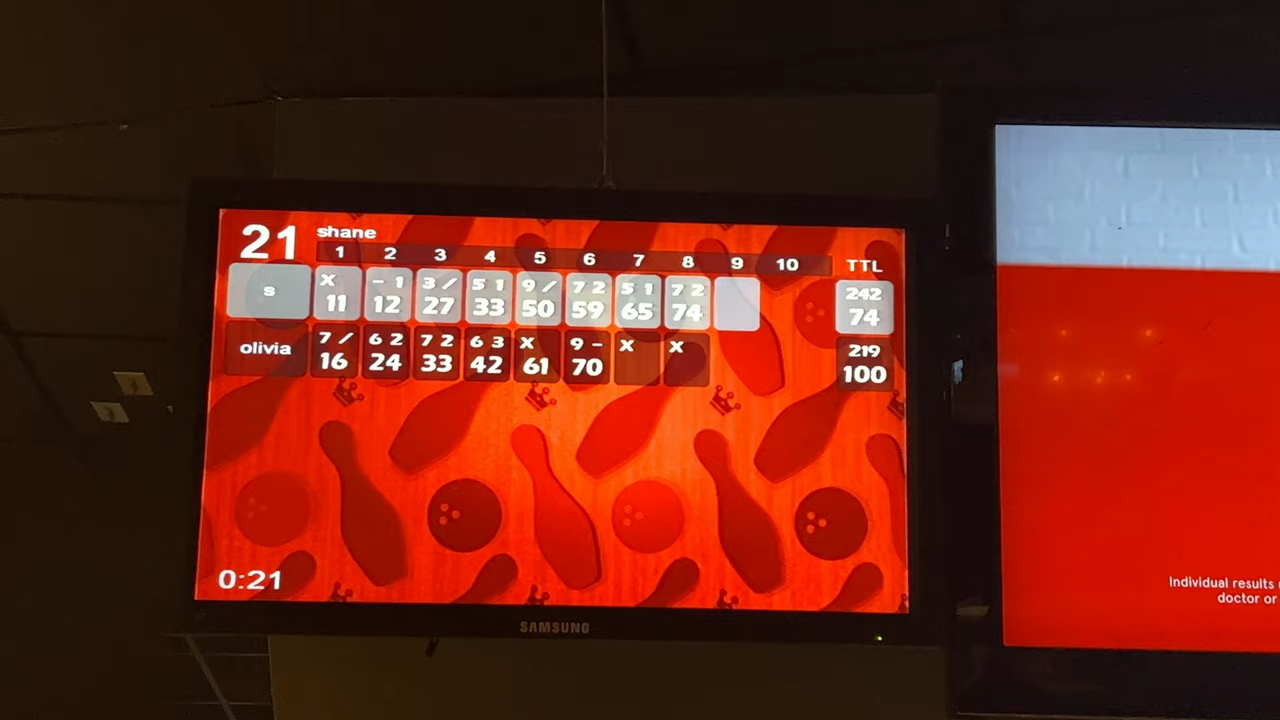 21 shane
1 2 3 4 5 6 7 8 9 10 TTL
s X - 1 3 / 5 1 9 / 7 2 5 1 7 2 242
11 12 27 33 50 59 65 74 74
olivia 7 / 6 2 7 2 6 3 X 9 - X X 219
16 24 33 42 61 70 100
0:21
SAMSUNG
Individual results
doctor or